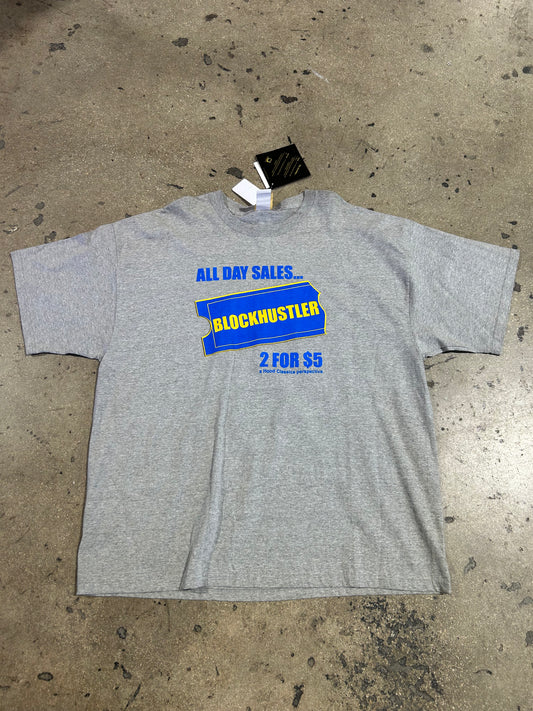 ALL DAY SALES...
BLOCKHUSTLER
2 FOR $5
a Hood Classics perspective